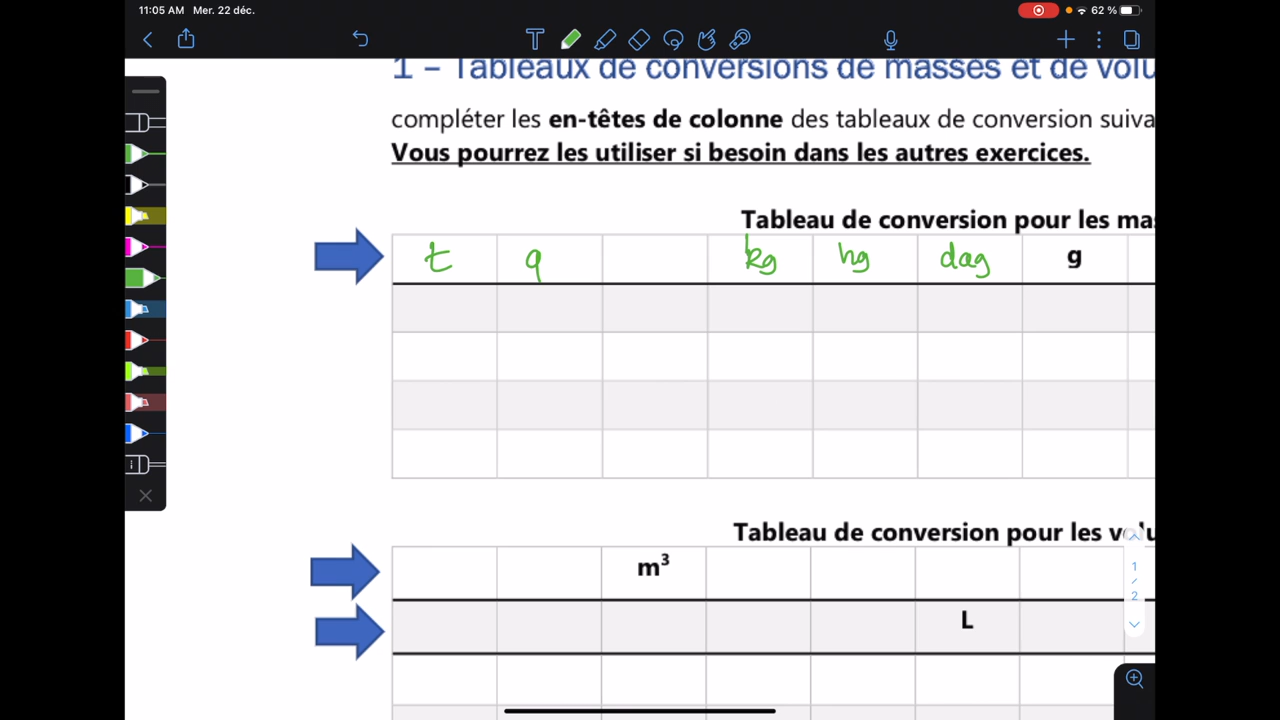 11:05 AM Mer. 22 déc. 62 %
1 – Tableaux de conversions de masses et de volu
compléter les en-têtes de colonne des tableaux de conversion suiva
Vous pourrez les utiliser si besoin dans les autres exercices.
Tableau de conversion pour les mas
t q kg hg dag g
Tableau de conversion pour les volu
m³
L
1
/
2